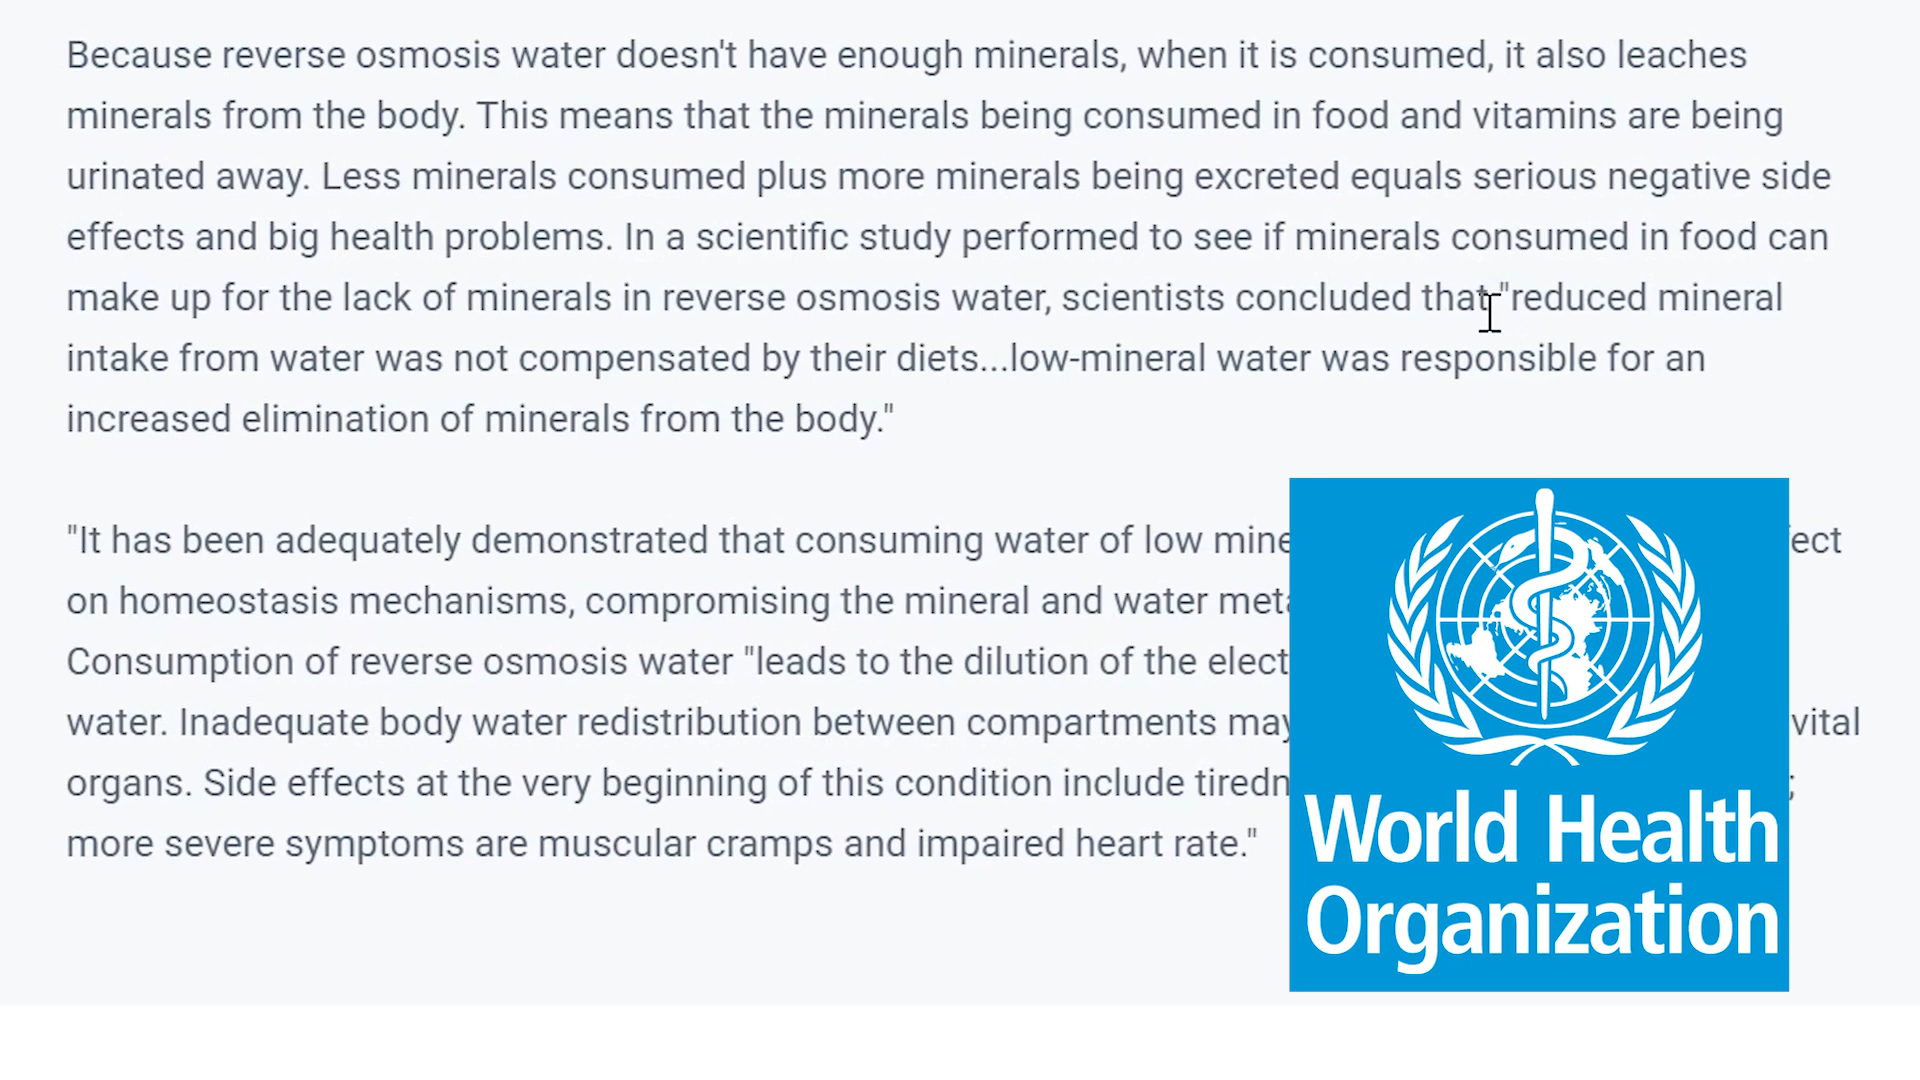 Because reverse osmosis water doesn't have enough minerals, when it is consumed, it also leaches
minerals from the body. This means that the minerals being consumed in food and vitamins are being
urinated away. Less minerals consumed plus more minerals being excreted equals serious negative side
effects and big health problems. In a scientific study performed to see if minerals consumed in food can
make up for the lack of minerals in reverse osmosis water, scientists concluded that "reduced mineral
intake from water was not compensated by their diets...low-mineral water was responsible for an
increased elimination of minerals from the body."
"It has been adequately demonstrated that consuming water of low
on homeostasis mechanisms, compromising the mineral and water
Consumption of reverse osmosis water "leads to the dilution of the
water. Inadequate body water redistribution between compartments may vital
organs. Side effects at the very beginning of this condition include
more severe symptoms are muscular cramps and impaired heart rate."
World Health
Organization